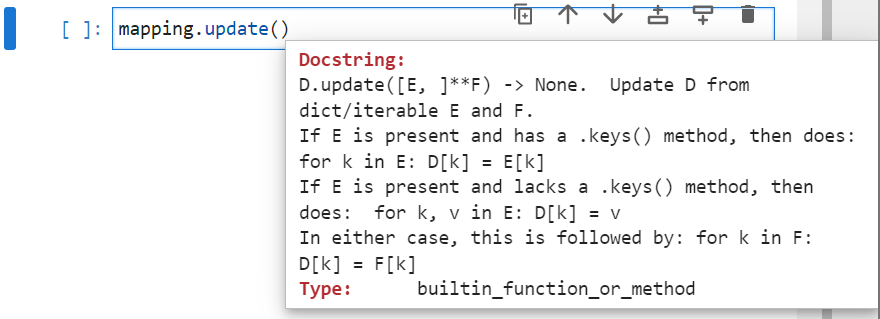 [ ]: mapping.update()
Docstring:
D.update([E, ]**F) -> None.  Update D from
dict/iterable E and F.
If E is present and has a .keys() method, then does:
for k in E: D[k] = E[k]
If E is present and lacks a .keys() method, then
does:  for k, v in E: D[k] = v
In either case, this is followed by: for k in F:
D[k] = F[k]
Type:      builtin_function_or_method